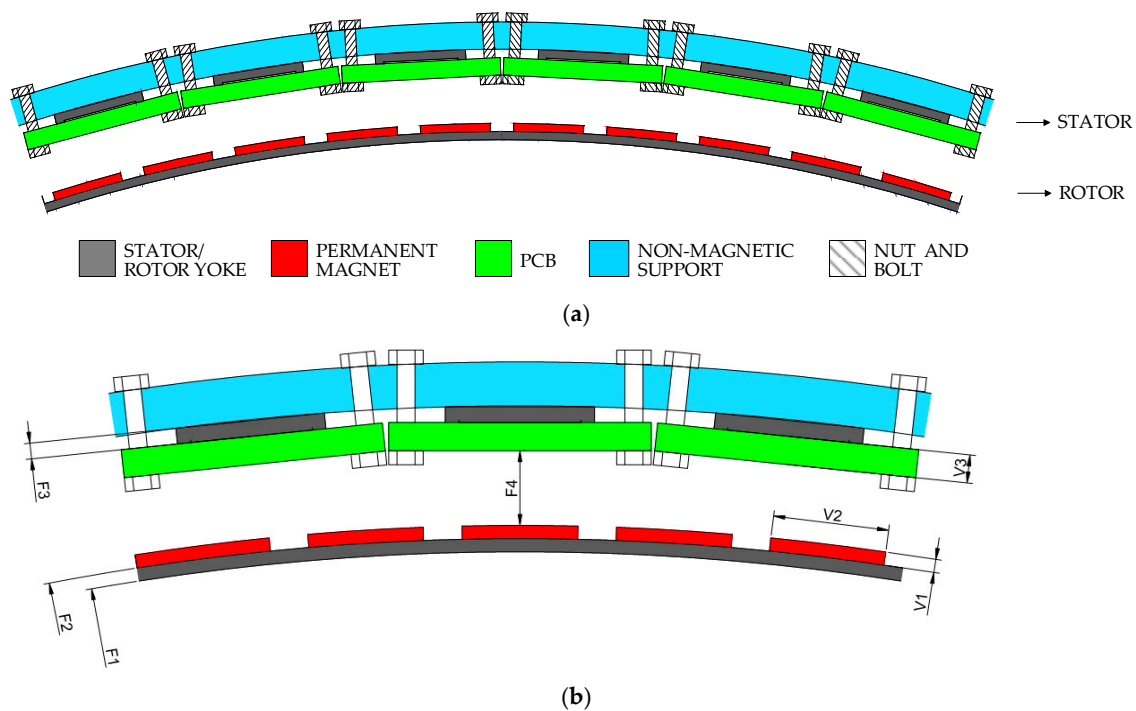 STATOR
ROTOR
STATOR/
ROTOR YOKE
PERMANENT
MAGNET
PCB
NON-MAGNETIC
SUPPORT
NUT AND
BOLT
(a)
F3
F4
V3
V2
V1
F2
F1
(b)